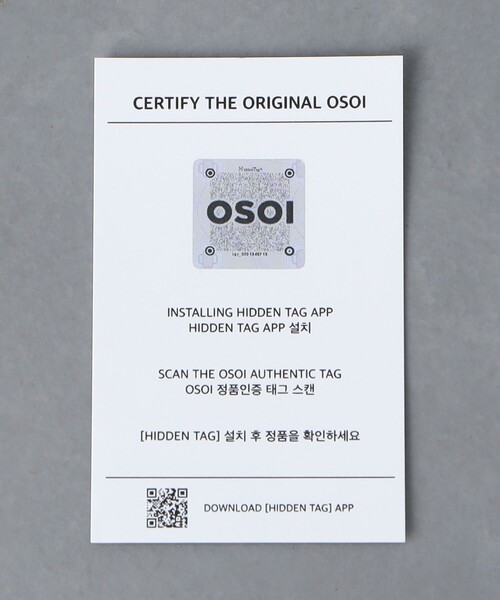 CERTIFY THE ORIGINAL OSOI
OSOI
INSTALLING HIDDEN TAG APP
HIDDEN TAG APP 설치
SCAN THE OSOI AUTHENTIC TAG
OSOI 정품인증 태그 스캔
[HIDDEN TAG] 설치 후 정품을 확인하세요
DOWNLOAD [HIDDEN TAG] APP